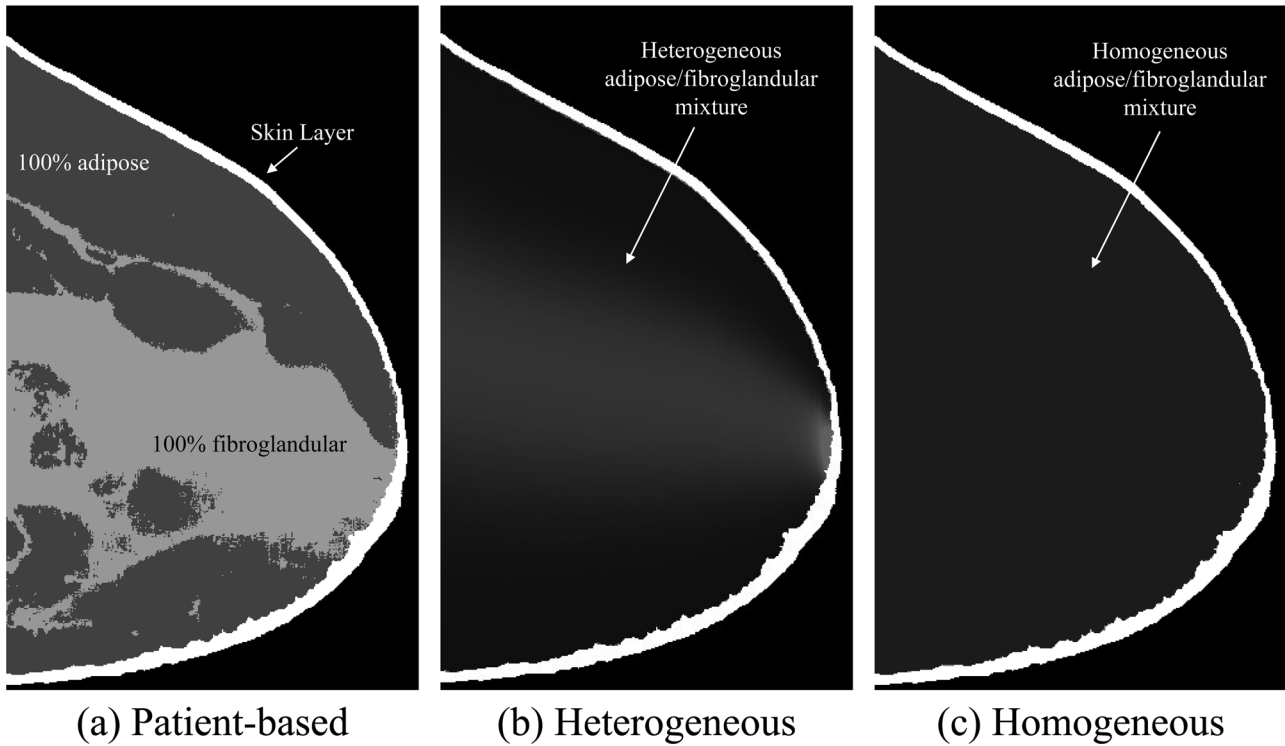 Skin Layer
100% adipose
100% fibroglandular
(a) Patient-based
Heterogeneous
adipose/fibroglandular
mixture
(b) Heterogeneous
Homogeneous
adipose/fibroglandular
mixture
(c) Homogeneous